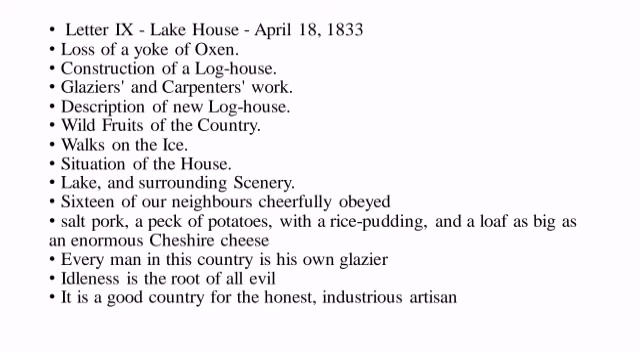 • Letter IX - Lake House - April 18, 1833
• Loss of a yoke of Oxen.
• Construction of a Log-house.
• Glaziers' and Carpenters' work.
• Description of new Log-house.
• Wild Fruits of the Country.
• Walks on the Ice.
• Situation of the House.
• Lake, and surrounding Scenery.
• Sixteen of our neighbours cheerfully obeyed
• salt pork, a peck of potatoes, with a rice-pudding, and a loaf as big as
an enormous Cheshire cheese
• Every man in this country is his own glazier
• Idleness is the root of all evil
• It is a good country for the honest, industrious artisan